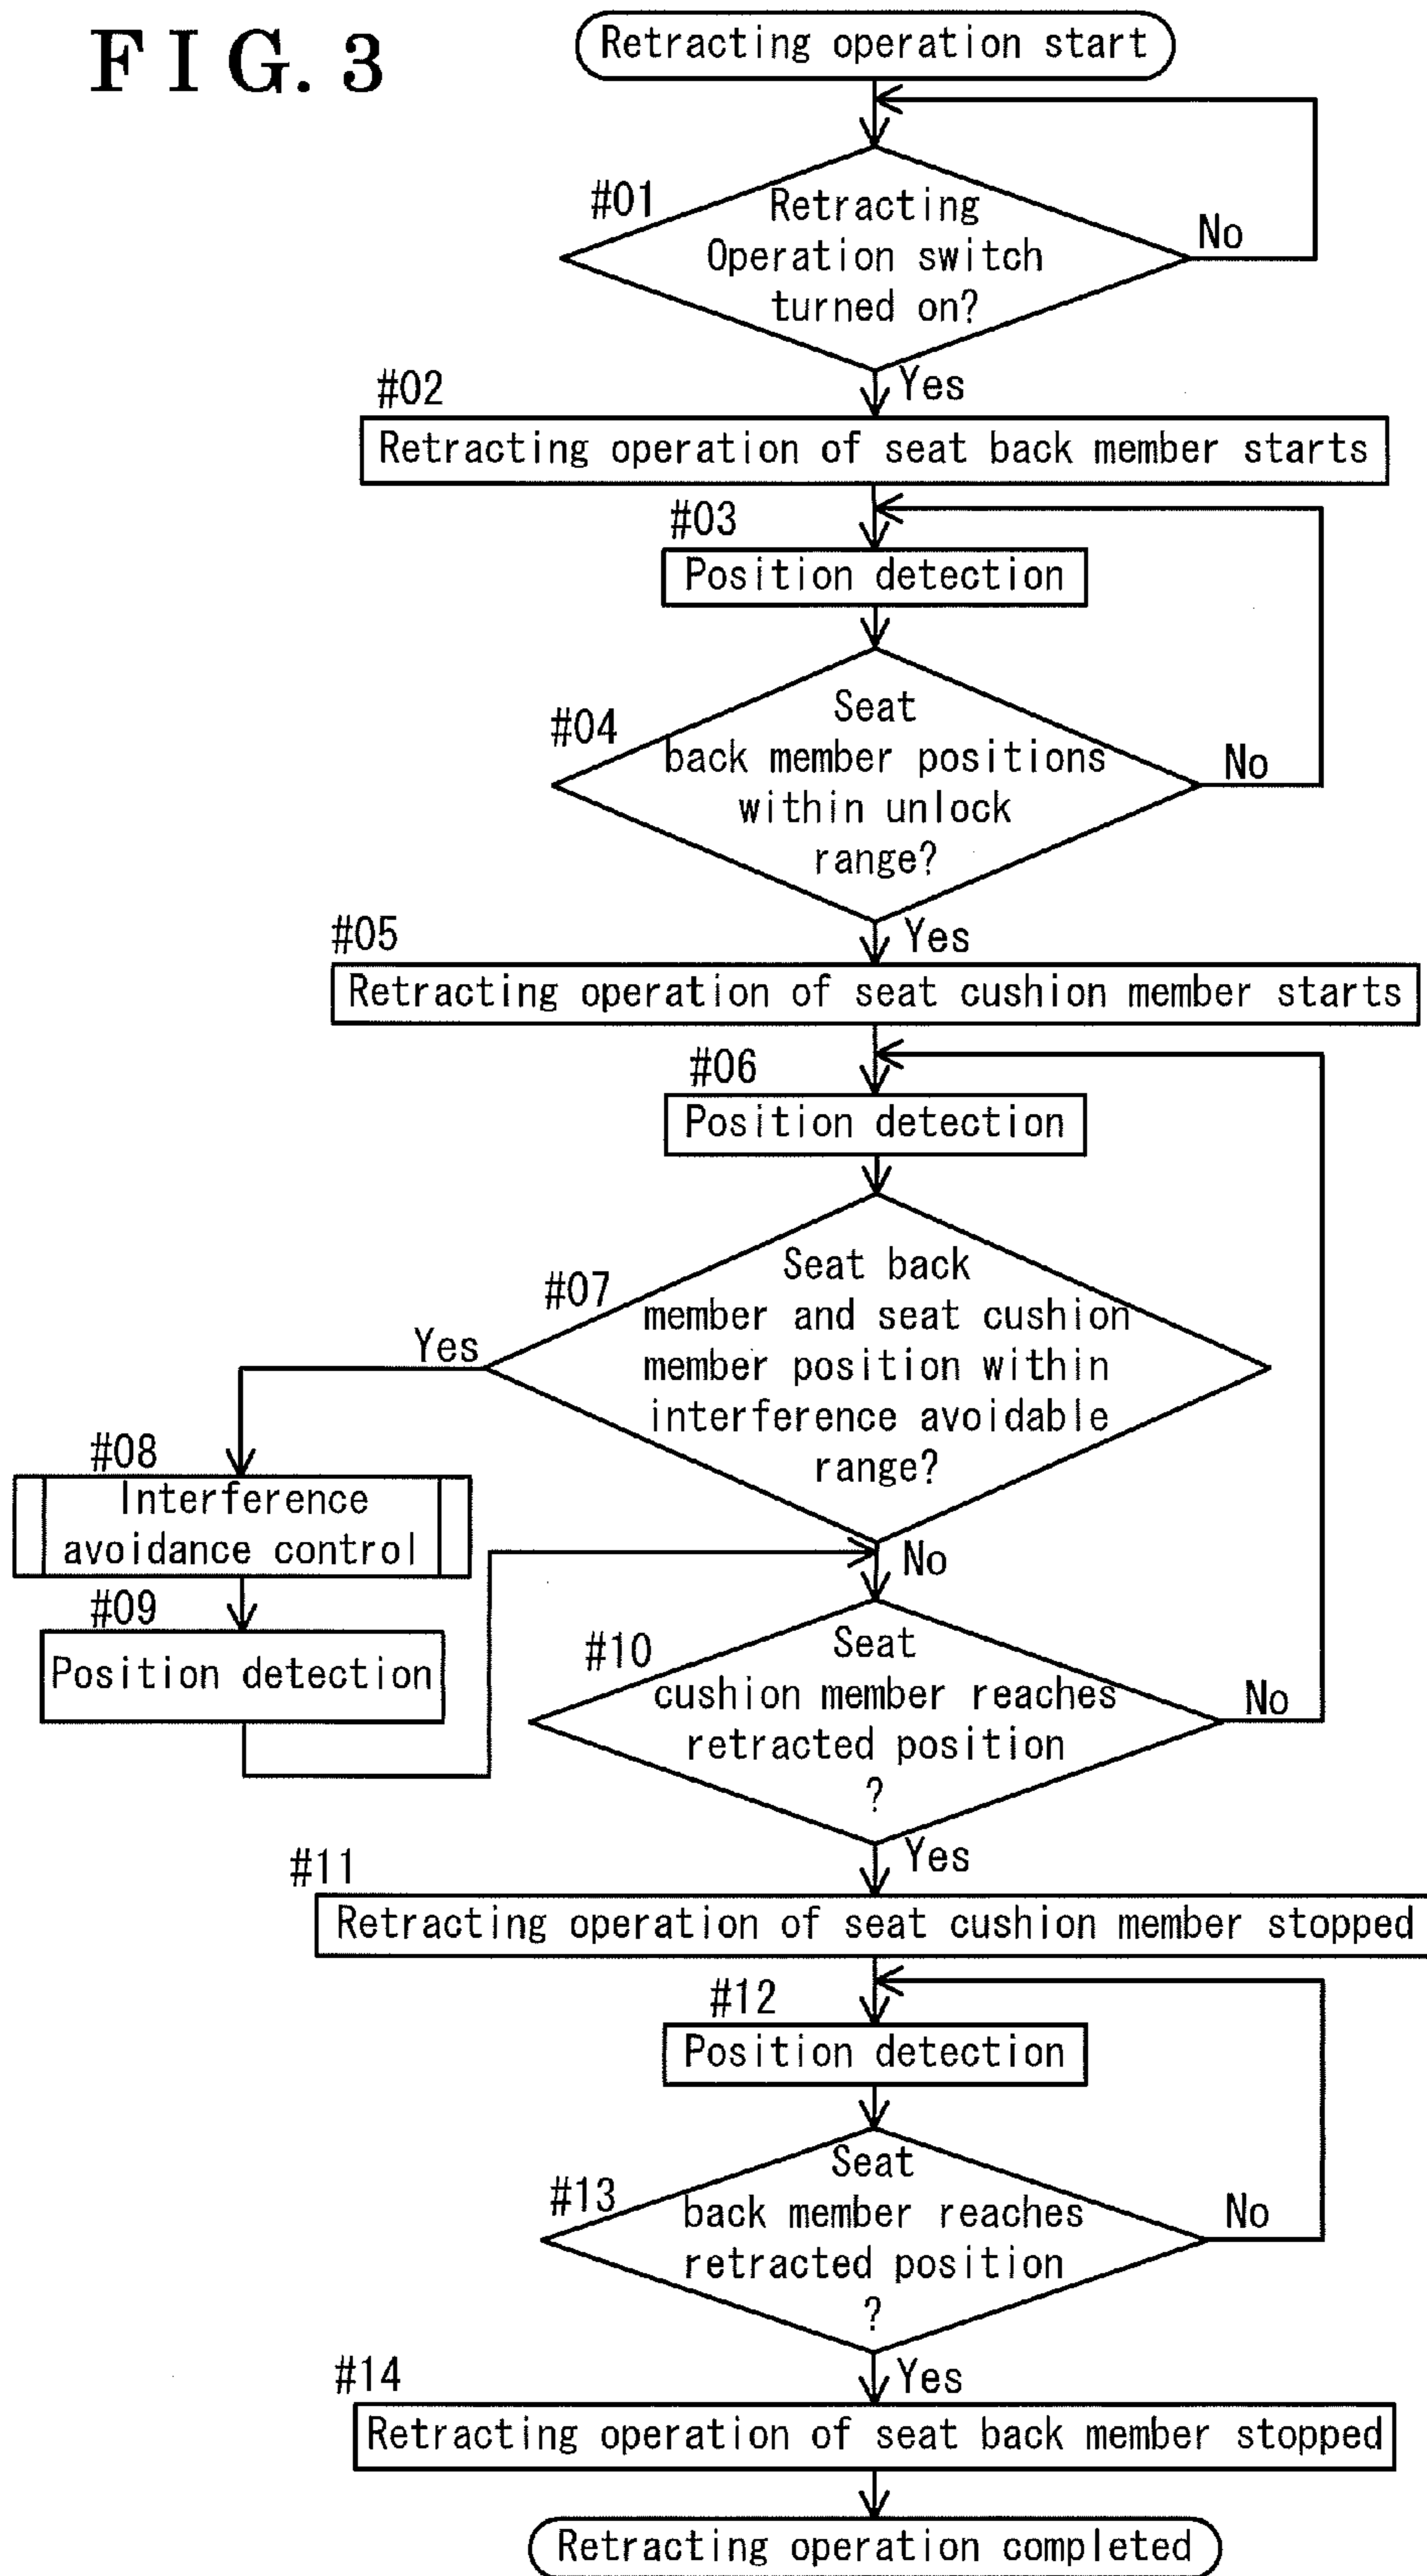 FIG. 3
Retracting operation start
#01
Retracting
Operation switch
turned on?
No
Yes
#02
Retracting operation of seat back member starts
#03
Position detection
#04
Seat
back member positions
within unlock
range?
No
Yes
#05
Retracting operation of seat cushion member starts
#06
Position detection
#07
Seat back
member and seat cushion
member position within
interference avoidable
range?
Yes
No
#08
Interference
avoidance control
#09
Position detection
#10
Seat
cushion member reaches
retracted position
?
No
Yes
#11
Retracting operation of seat cushion member stopped
#12
Position detection
#13
Seat
back member reaches
retracted position
?
No
Yes
#14
Retracting operation of seat back member stopped
Retracting operation completed